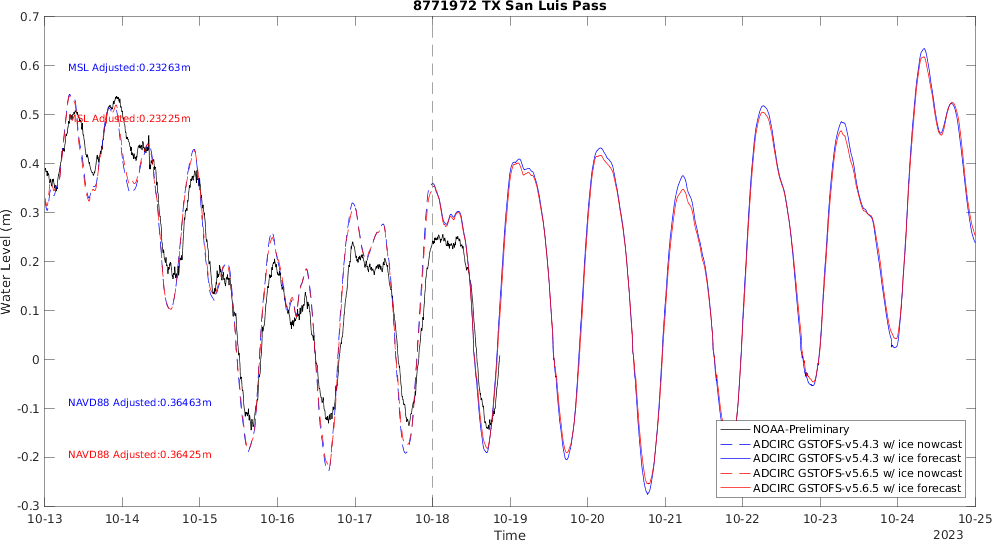 8771972 TX San Luis Pass
0.7
0.6
0.5
0.4
0.3
0.2
0.1
0
-0.1
-0.2
-0.3
Water Level (m)
MSL Adjusted:0.23263m
MSL Adjusted:0.23225m
NAVD88 Adjusted:0.36463m
NAVD88 Adjusted:0.36425m
NOAA-Preliminary
ADCIRC GSTOFS-v5.4.3 w/ ice nowcast
ADCIRC GSTOFS-v5.4.3 w/ ice forecast
ADCIRC GSTOFS-v5.6.5 w/ ice nowcast
ADCIRC GSTOFS-v5.6.5 w/ ice forecast
10-13 10-14 10-15 10-16 10-17 10-18 10-19 10-20 10-21 10-22 10-23 10-24 10-25
Time
2023